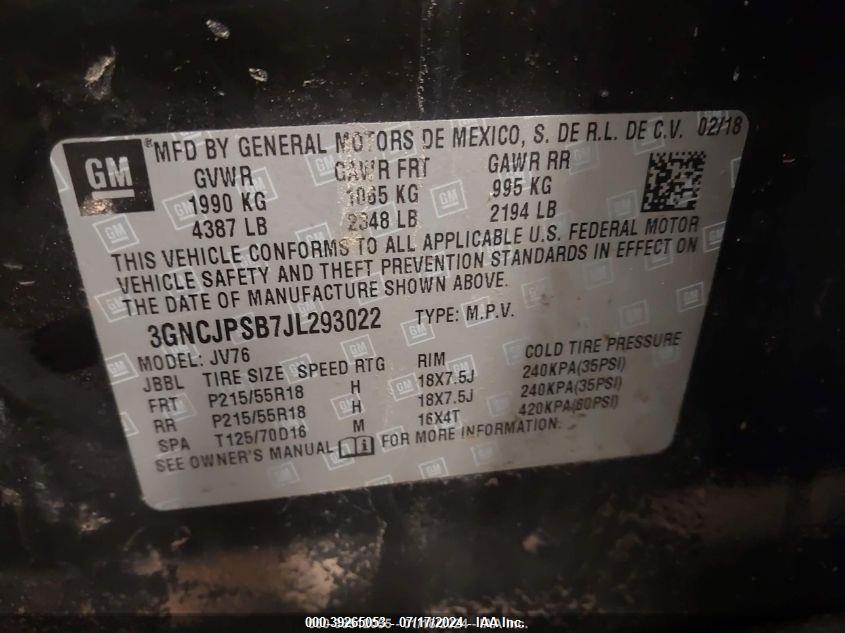 GM
®MFD BY GENERAL MOTORS DE MEXICO, S. DE R.L. DE C.V. 02/18
GVWR GAWR FRT GAWR RR
1990 KG 1065 KG 995 KG
4387 LB 2348 LB 2194 LB
THIS VEHICLE CONFORMS TO ALL APPLICABLE U.S. FEDERAL MOTOR
VEHICLE SAFETY AND THEFT PREVENTION STANDARDS IN EFFECT ON
THE DATE OF MANUFACTURE SHOWN ABOVE.
3GNCJPSB7JL293022 TYPE: M.P.V.
MODEL: JV76
JBBL TIRE SIZE SPEED RTG RIM COLD TIRE PRESSURE
FRT P215/55R18 H 18X7.5J 240KPA(35PSI)
RR P215/55R18 H 18X7.5J 240KPA(35PSI)
SPA T125/70D16 M 16X4T 420KPA(60PSI)
SEE OWNER'S MANUAL FOR MORE INFORMATION.
000-39265053 - 07/17/2024 - IAA Inc.